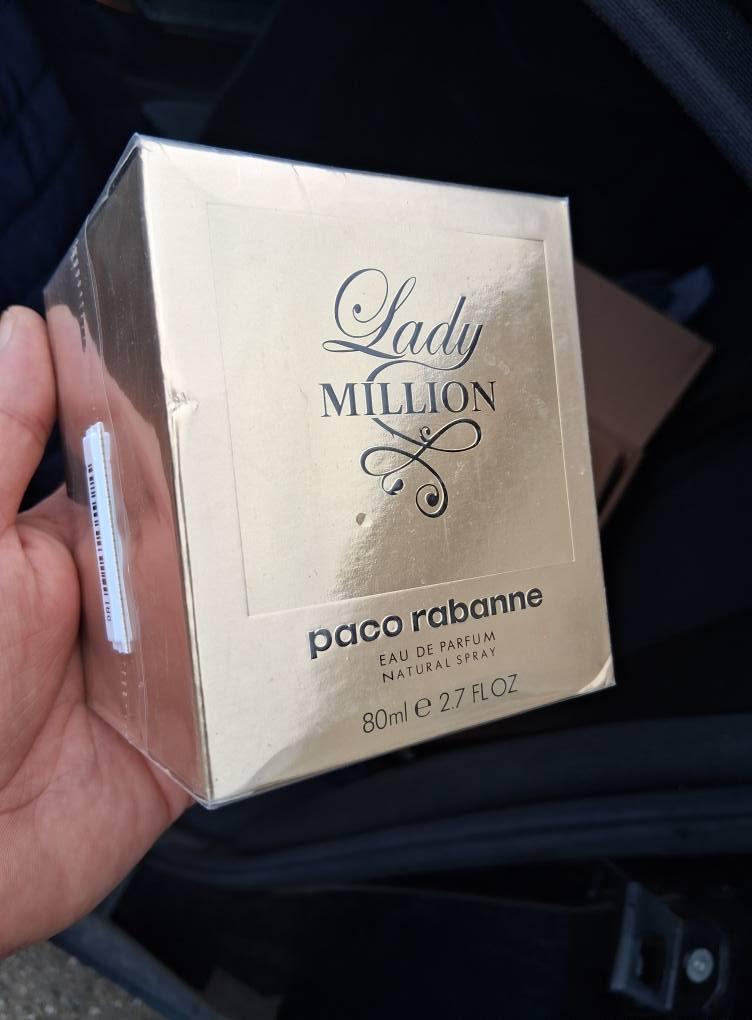 Lady
MILLION
paco rabanne
EAU DE PARFUM
NATURAL SPRAY
80ml e 2.7 FL OZ